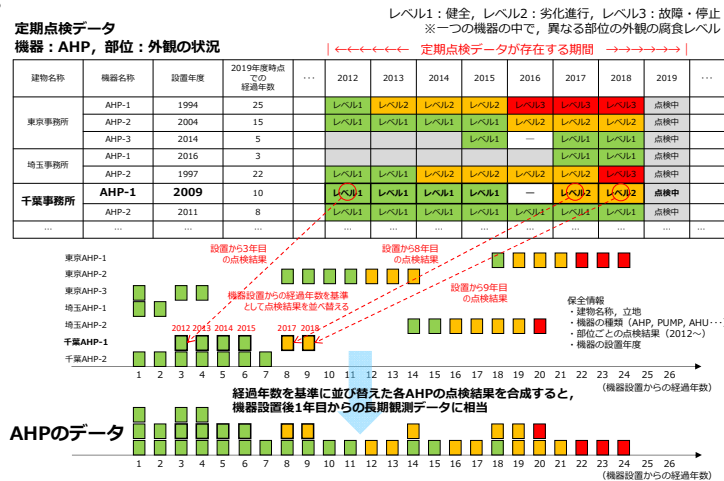 定期点検データ
機器：AHP，部位：外観の状況
レベル1：健全，レベル2：劣化進行，レベル3：故障・停止
※一つの機器の中で，異なる部位の外観の腐食レベル
|←←←←←← 定期点検データが存在する期間 →→→→→→|
建物名称 機器名称 設置年度 2019年度時点での経過年数 ··· 2012 2013 2014 2015 2016 2017 2018 2019 ···
東京事務所 AHP-1 1994 25 レベル1 レベル2 レベル2 レベル2 レベル3 レベル3 レベル3 点検中
AHP-2 2004 15 レベル1 レベル1 レベル1 レベル1 レベル2 レベル2 レベル2 点検中
AHP-3 2014 5 レベル1 — レベル1 レベル1 点検中
埼玉事務所 AHP-1 2016 3 レベル1 レベル1 点検中
AHP-2 1997 22 レベル1 レベル1 レベル2 レベル2 レベル2 レベル2 レベル3 点検中
千葉事務所 AHP-1 2009 10 レベル1 レベル1 レベル1 レベル1 — レベル2 レベル2 点検中
AHP-2 2011 8 レベル1 レベル1 レベル1 レベル1 レベル1 レベル1 レベル1 点検中
… … … … … … … … … … … …
設置から3年目
の点検結果
設置から8年目
の点検結果
設置から9年目
の点検結果
機器設置からの経過年数を基準
として点検結果を並べ替える
東京AHP-1
東京AHP-2
東京AHP-3
埼玉AHP-1
埼玉AHP-2
2012 2013 2014 2015 2017 2018
千葉AHP-1
千葉AHP-2
保全情報
・建物名称，立地
・機器の種類（AHP, PUMP, AHU···）
・部位ごとの点検結果（2012～）
・機器の設置年度
1 2 3 4 5 6 7 8 9 10 11 12 13 14 15 16 17 18 19 20 21 22 23 24 25 26
（機器設置からの経過年数）
経過年数を基準に並び替えた各AHPの点検結果を合成すると，
機器設置後1年目からの長期観測データに相当
AHPのデータ
1 2 3 4 5 6 7 8 9 10 11 12 13 14 15 16 17 18 19 20 21 22 23 24 25 26
（機器設置からの経過年数）